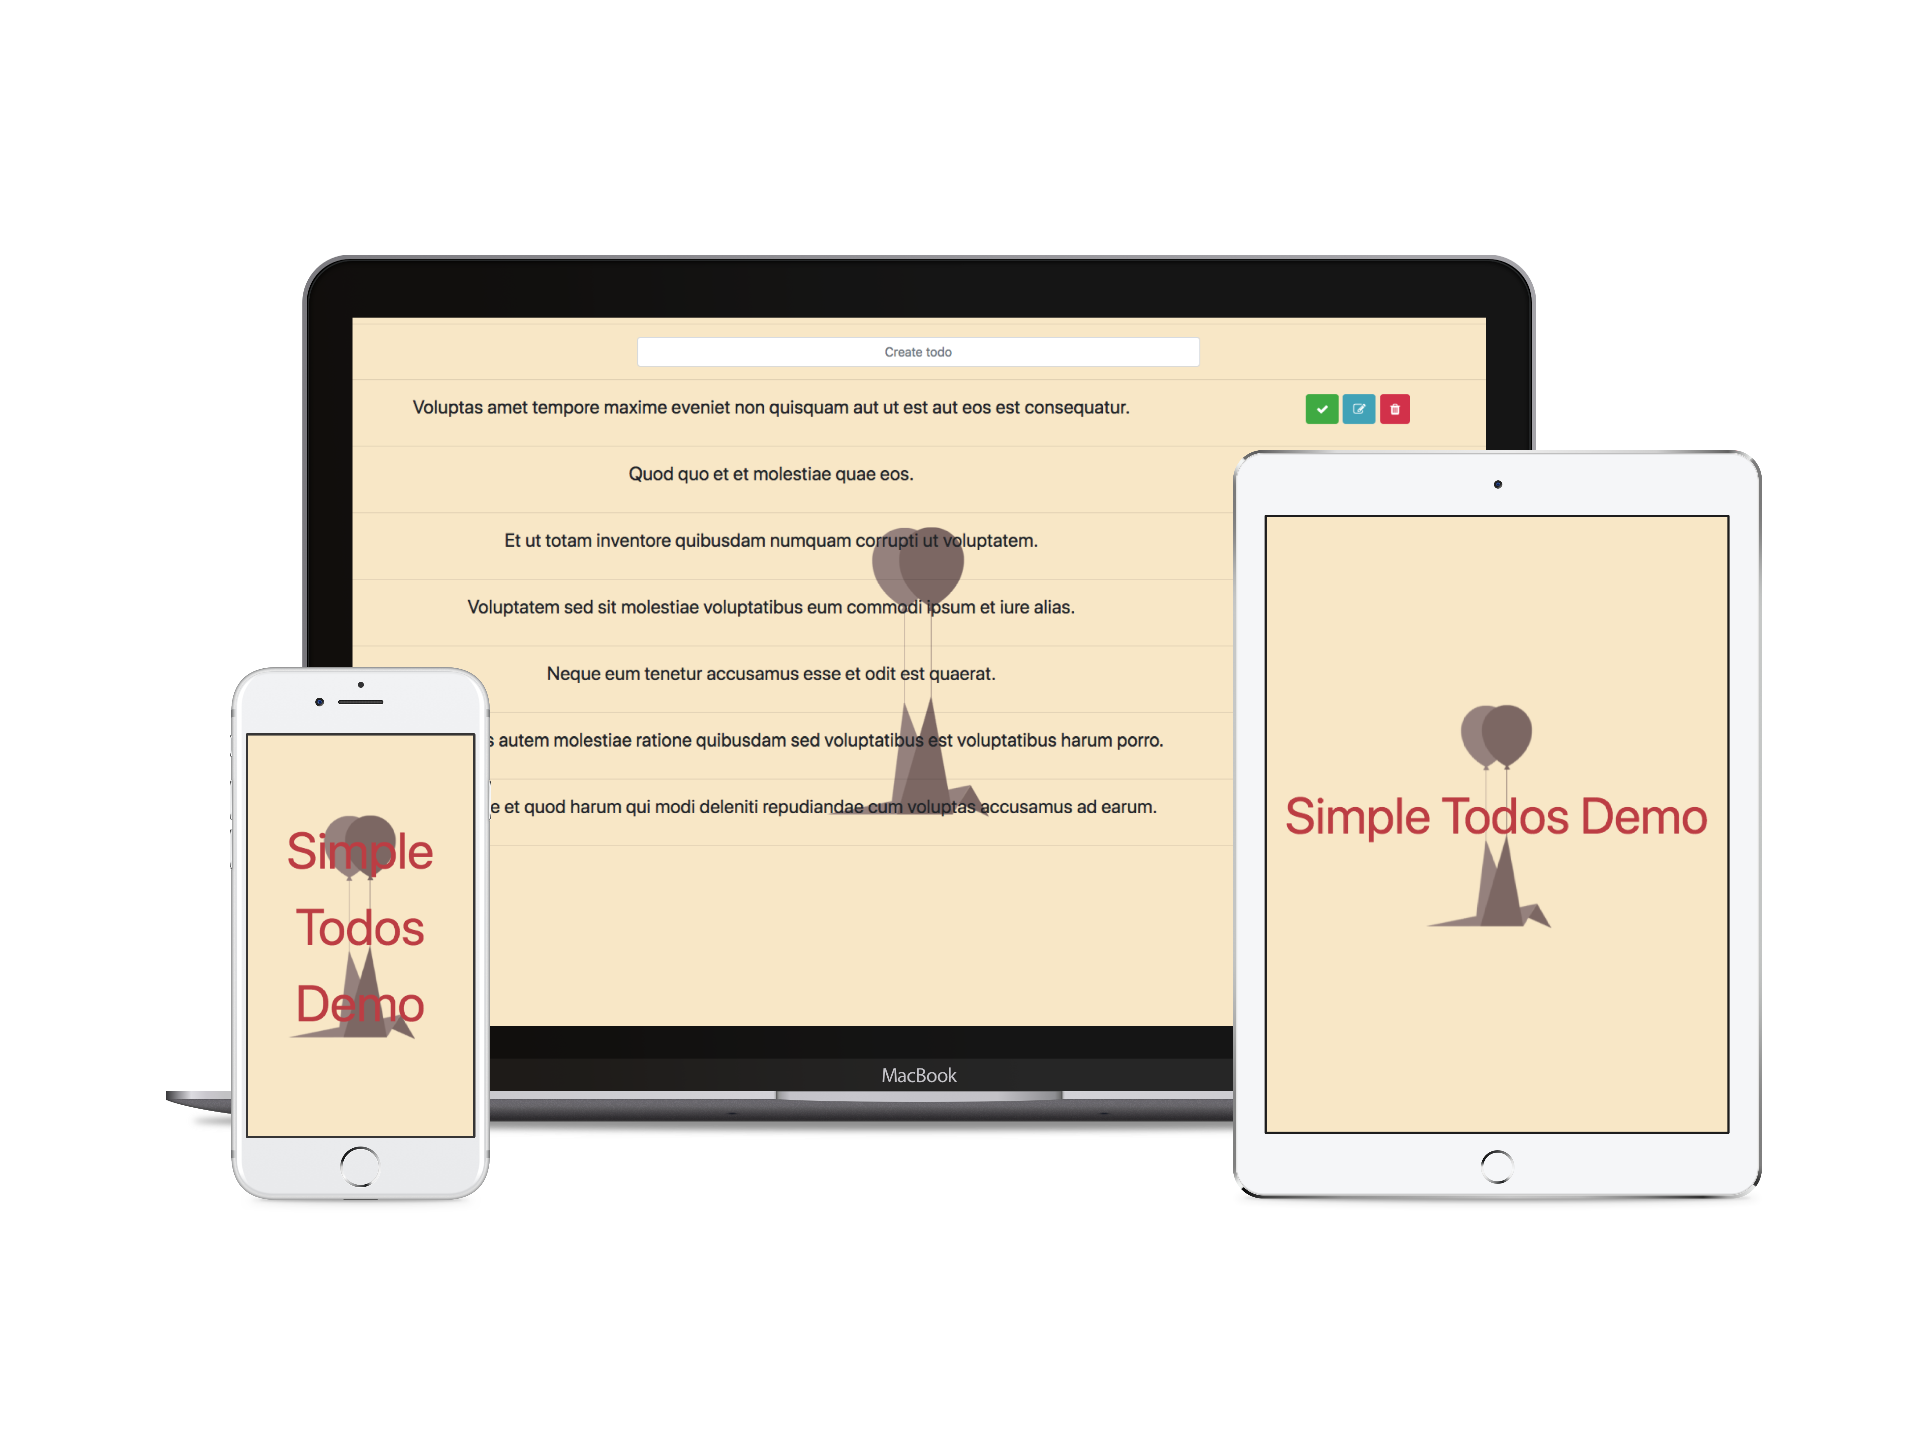 Create todo
Voluptas amet tempore maxime eveniet non quisquam aut ut est aut eos est consequatur.
Quod quo et et molestiae quae eos.
Et ut totam inventore quibusdam numquam corrupti ut voluptatem.
Voluptatem sed sit molestiae voluptatibus eum commodi ipsum et iure alias.
Neque eum tenetur accusamus esse et odit est quaerat.
autem molestiae ratione quibusdam sed voluptatibus est voluptatibus harum porro.
et quod harum qui modi deleniti repudiandae cum voluptas accusamus ad earum.
MacBook
Simple
Todos
Demo
Simple Todos Demo